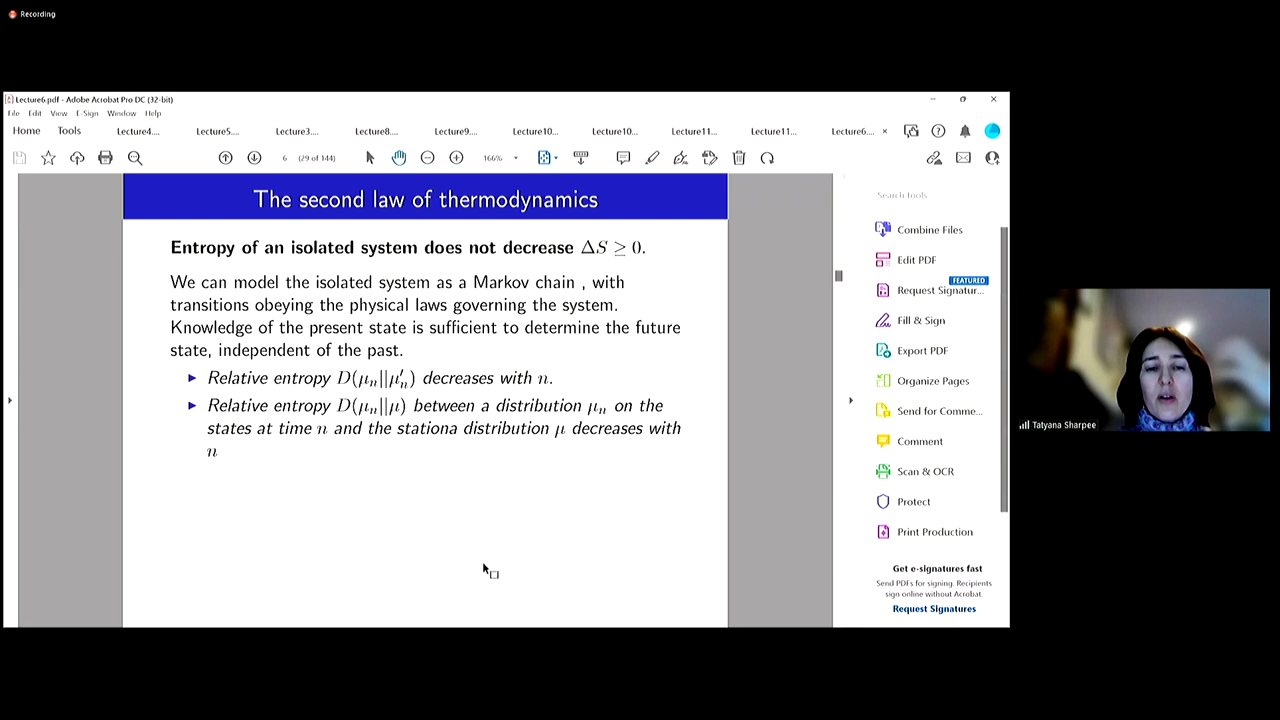 Recording
Lecture6.pdf - Adobe Acrobat Pro DC (32-bit)
File Edit View E-Sign Window Help
Home Tools Lecture4.... Lecture5.... Lecture3.... Lecture8.... Lecture9.... Lecture10... Lecture10... Lecture11... Lecture11... Lecture6.... ×
6 (29 of 144) 166%
The second law of thermodynamics
Entropy of an isolated system does not decrease ΔS ≥ 0.
We can model the isolated system as a Markov chain , with
transitions obeying the physical laws governing the system.
Knowledge of the present state is sufficient to determine the future
state, independent of the past.
▶ Relative entropy D(μₙ||μ′ₙ) decreases with n.
▶ Relative entropy D(μₙ||μ) between a distribution μₙ on the
states at time n and the stationa distribution μ decreases with
n
Search tools
Combine Files
Edit PDF
FEATURED
Request Signatur...
Fill & Sign
Export PDF
Organize Pages
Send for Comme...
Comment
Scan & OCR
Protect
Print Production
Get e-signatures fast
Send PDFs for signing. Recipients
sign online without Acrobat.
Request Signatures
Tatyana Sharpee